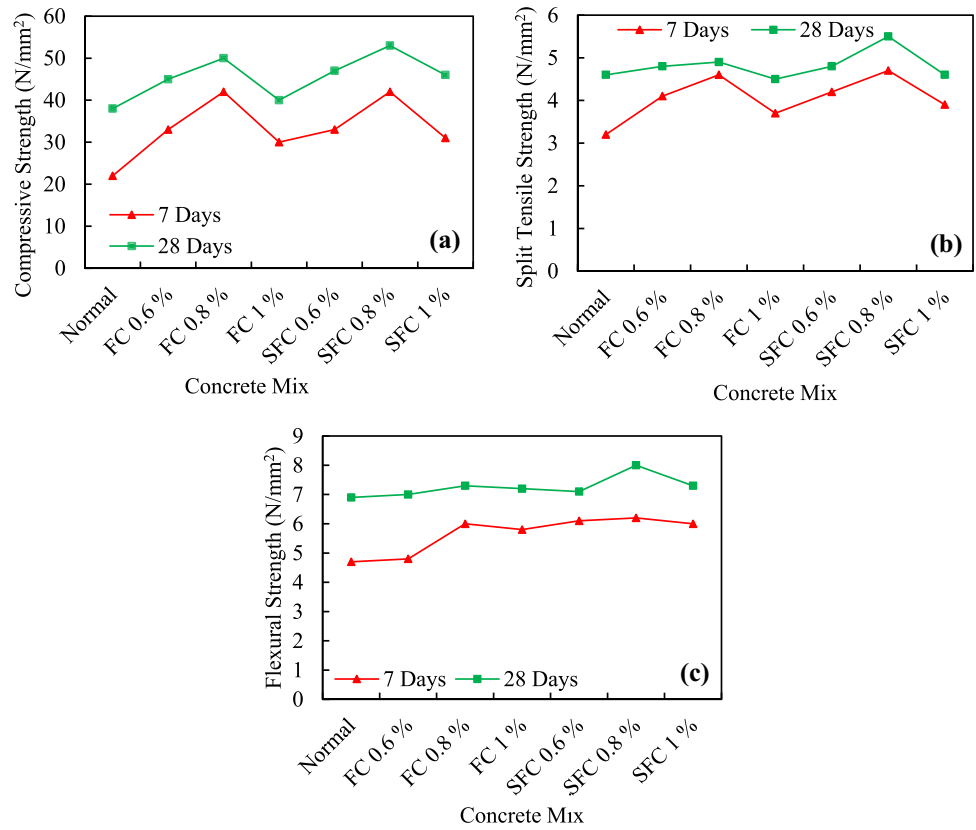 60
50
40
30
20
10
0
Compressive Strength (N/mm²)
7 Days
28 Days
(a)
Normal
FC 0.6 %
FC 0.8 %
FC 1 %
SFC 0.6 %
SFC 0.8 %
SFC 1 %
Concrete Mix
6
5
4
3
2
1
0
Split Tensile Strength (N/mm²)
7 Days 28 Days
(b)
Normal
FC 0.6 %
FC 0.8 %
FC 1 %
SFC 0.6 %
SFC 0.8 %
SFC 1 %
Concrete Mix
9
8
7
6
5
4
3
2
1
0
Flexural Strength (N/mm²)
7 Days 28 Days
(c)
Normal
FC 0.6 %
FC 0.8 %
FC 1 %
SFC 0.6 %
SFC 0.8 %
SFC 1 %
Concrete Mix